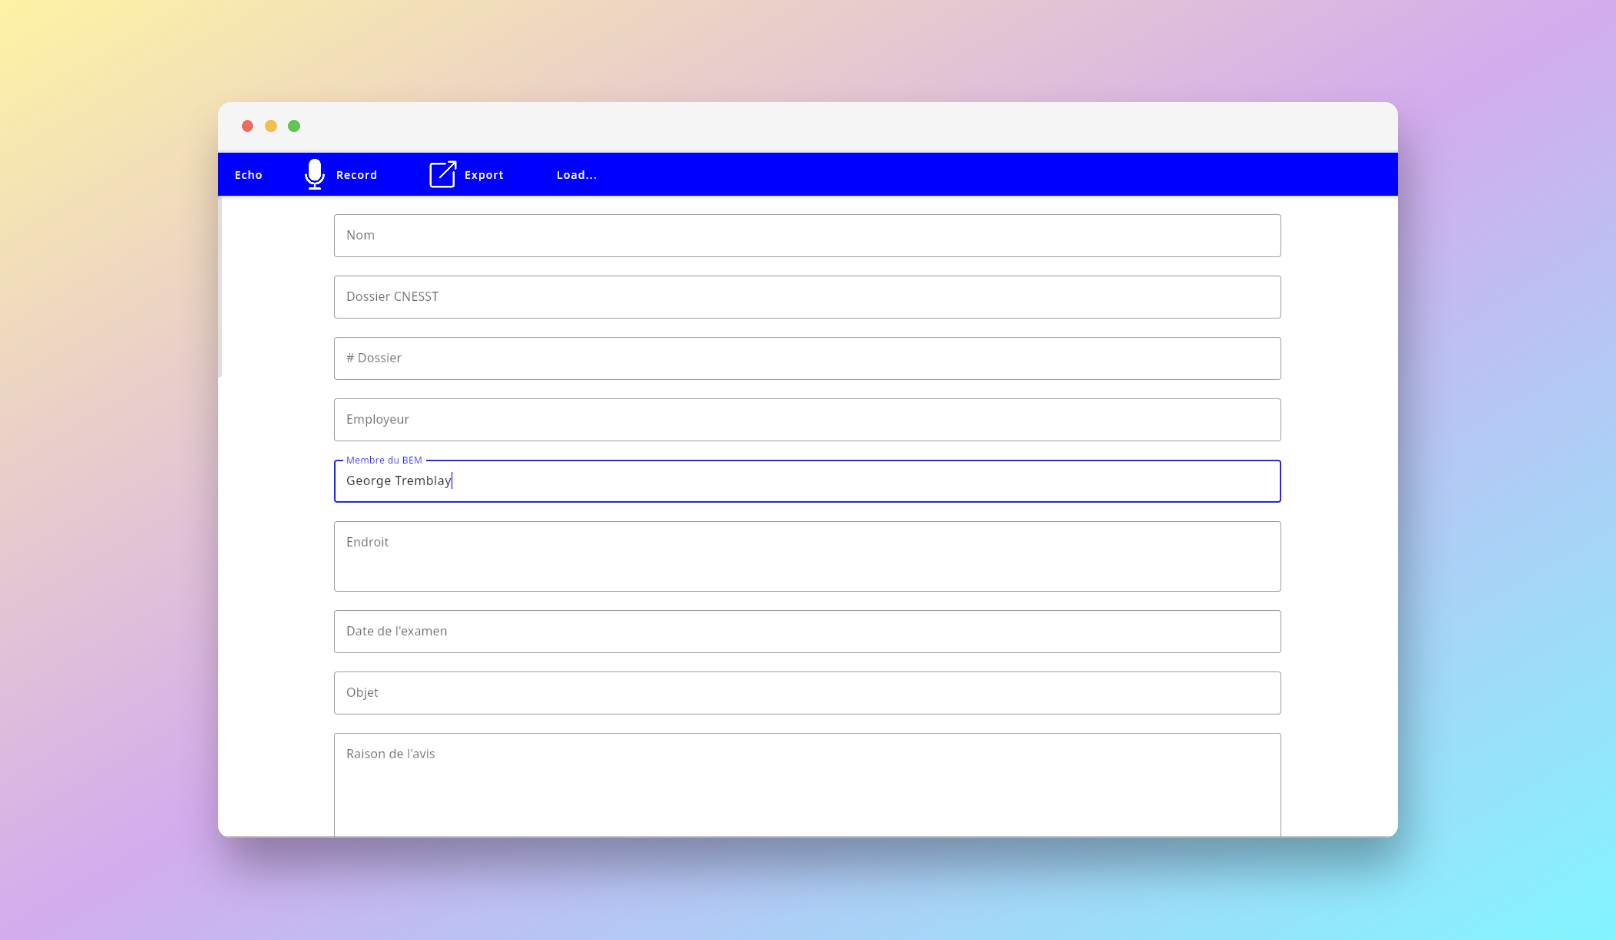 Echo Record Export Load...
Nom
Dossier CNESST
# Dossier
Employeur
Membre du BEM
George Tremblay
Endroit
Date de l'examen
Objet
Raison de l'avis